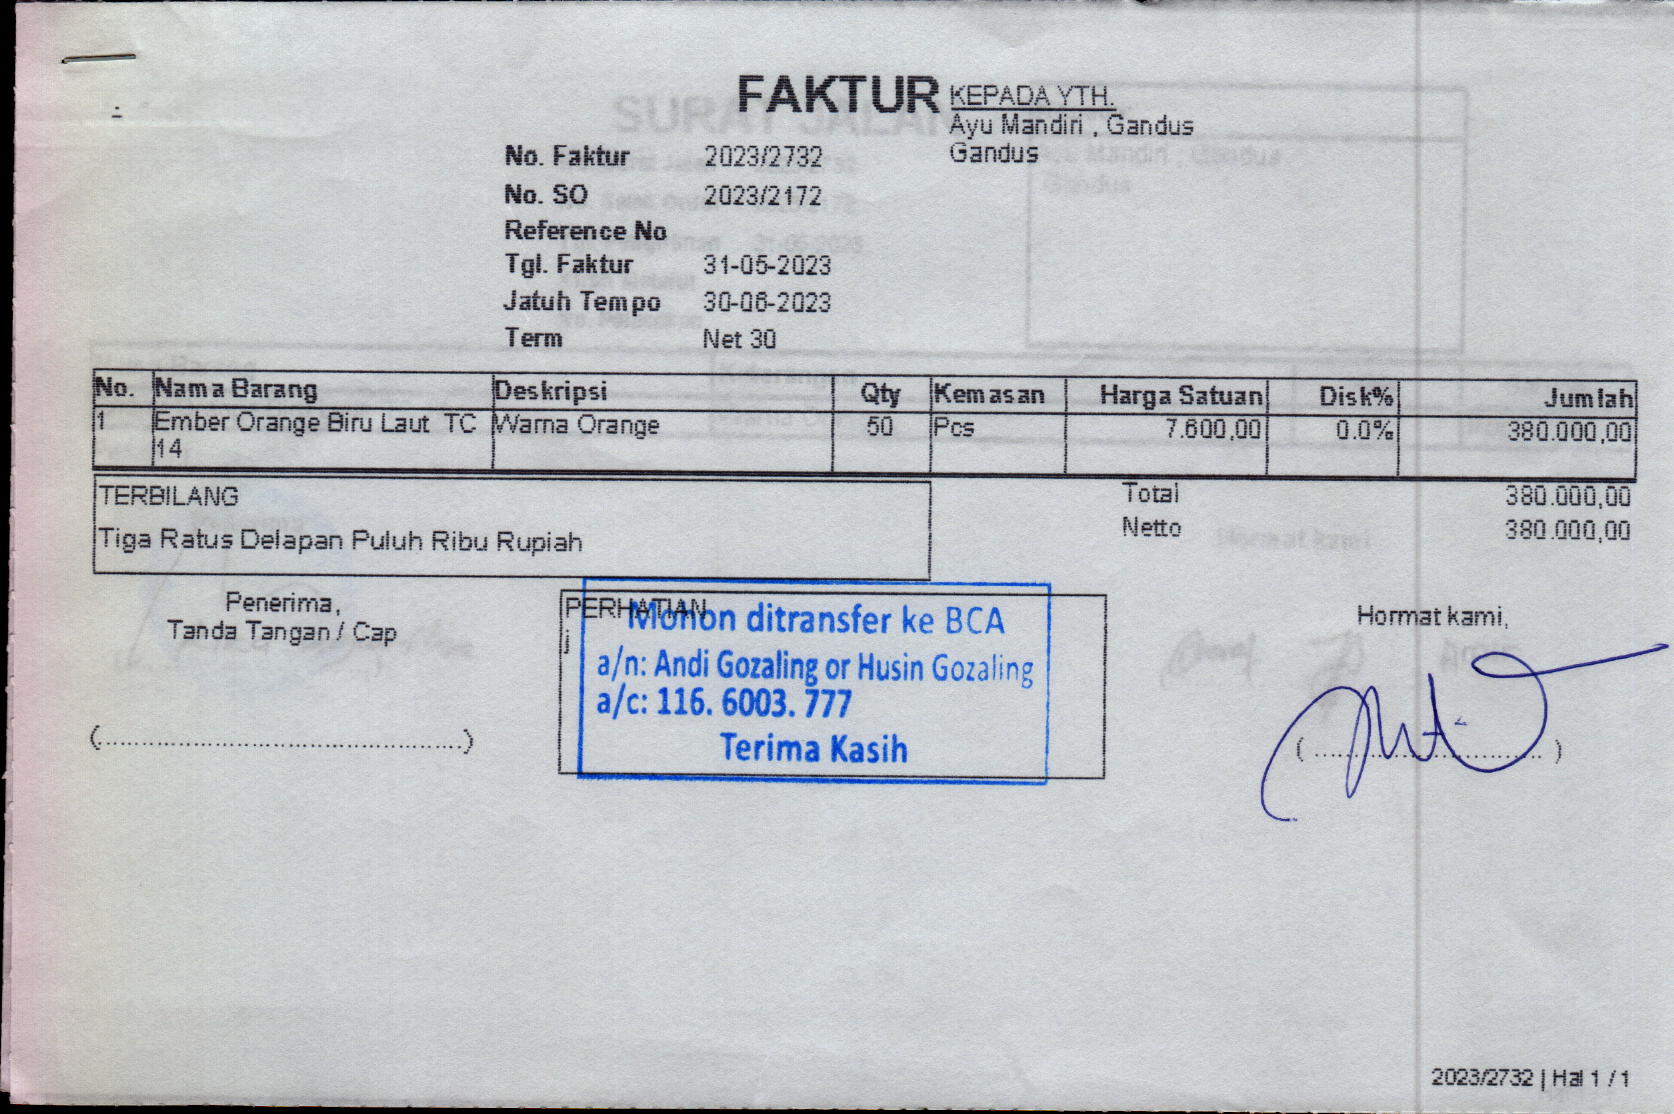 FAKTUR
KEPADA YTH.
Ayu Mandiri , Gandus
Gandus
No. Faktur 2023/2732
No. SO 2023/2172
Reference No
Tgl. Faktur 31-05-2023
Jatuh Tempo 30-06-2023
Term Net 30
No. Nama Barang Deskripsi Qty Kemasan Harga Satuan Disk% Jumlah
1 Ember Orange Biru Laut TC Warna Orange 50 Pcs 7.600,00 0.0% 380.000,00
14
TERBILANG
Tiga Ratus Delapan Puluh Ribu Rupiah
Total 380.000,00
Netto 380.000,00
Penerima,
Tanda Tangan / Cap
(................................................)
PERHATIAN
j
Mohon ditransfer ke BCA
a/n: Andi Gozaling or Husin Gozaling
a/c: 116. 6003. 777
Terima Kasih
Hormat kami,
( ................................ )
2023/2732 | Hal 1 / 1